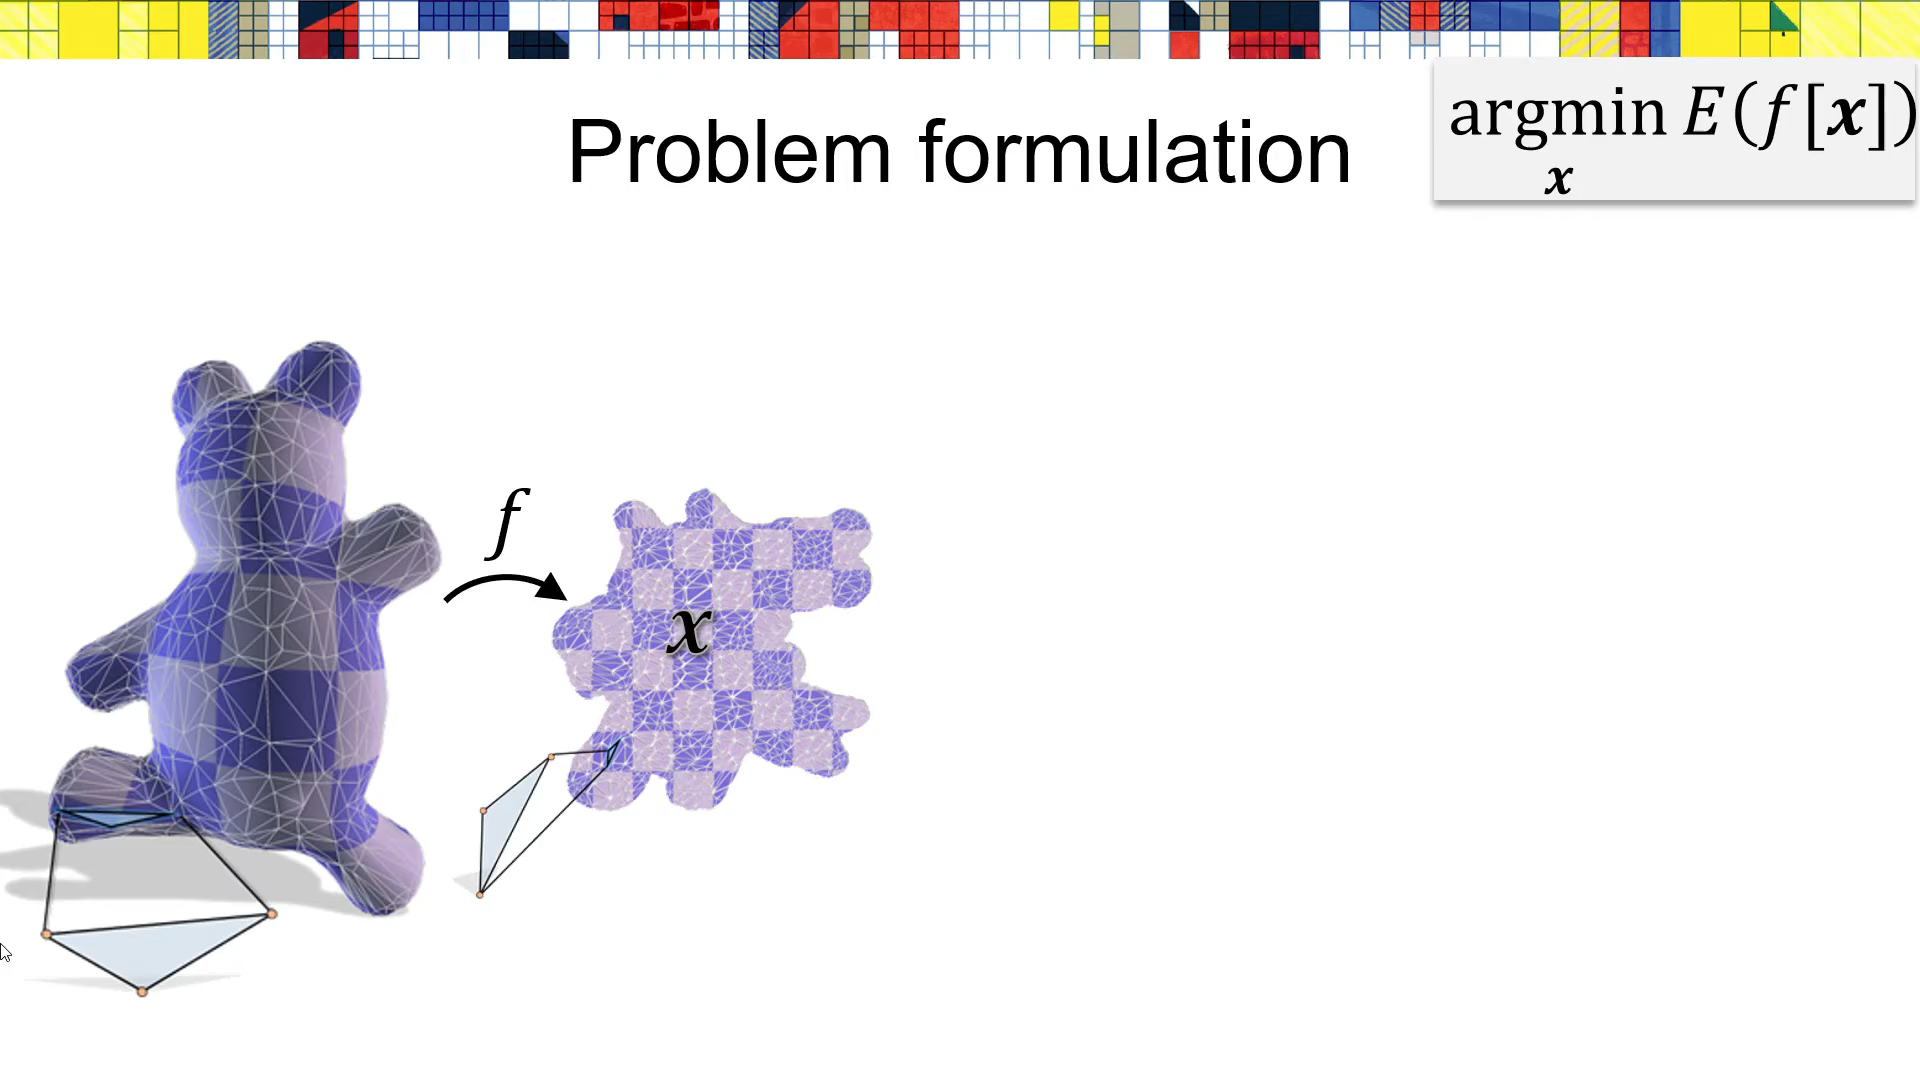 Problem formulation
argmin E(f[x])
x
f
x